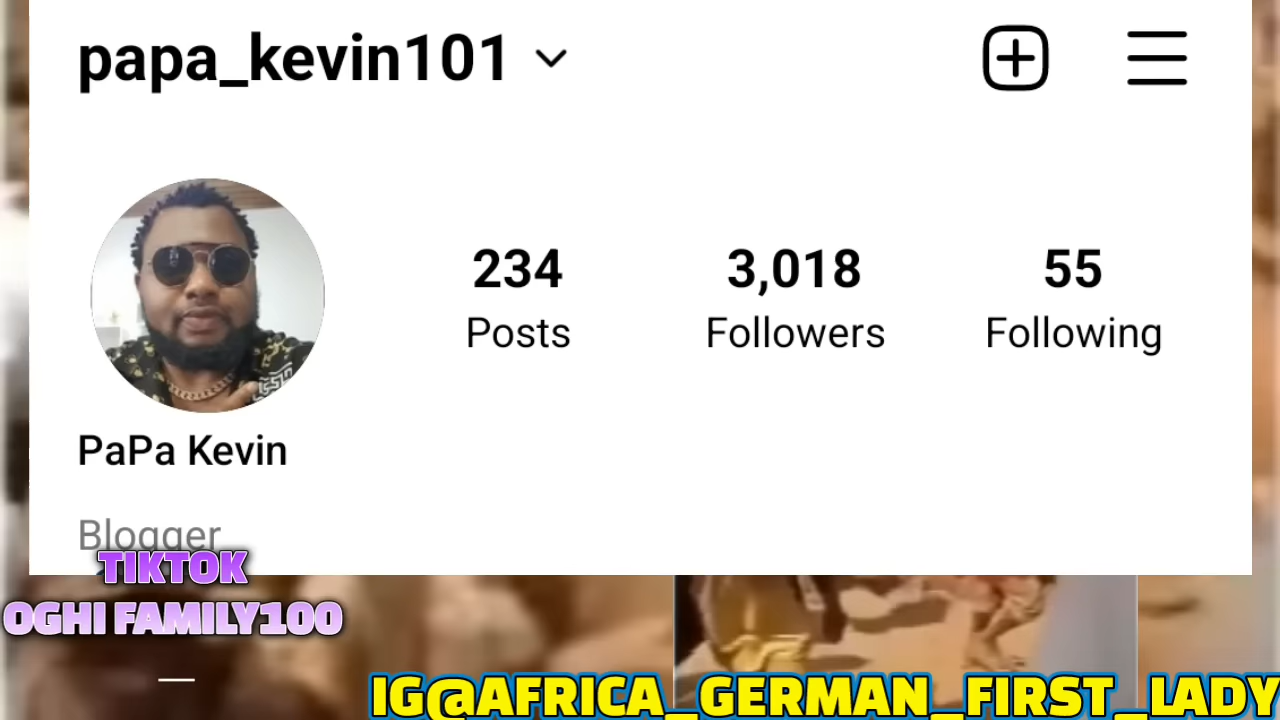 papa_kevin101
234
3,018
55
Posts
Followers
Following
PaPa Kevin
Blogger
TIKTOK
OGHI FAMILY100
IG@AFRICA_GERMAN_FIRST_LADY